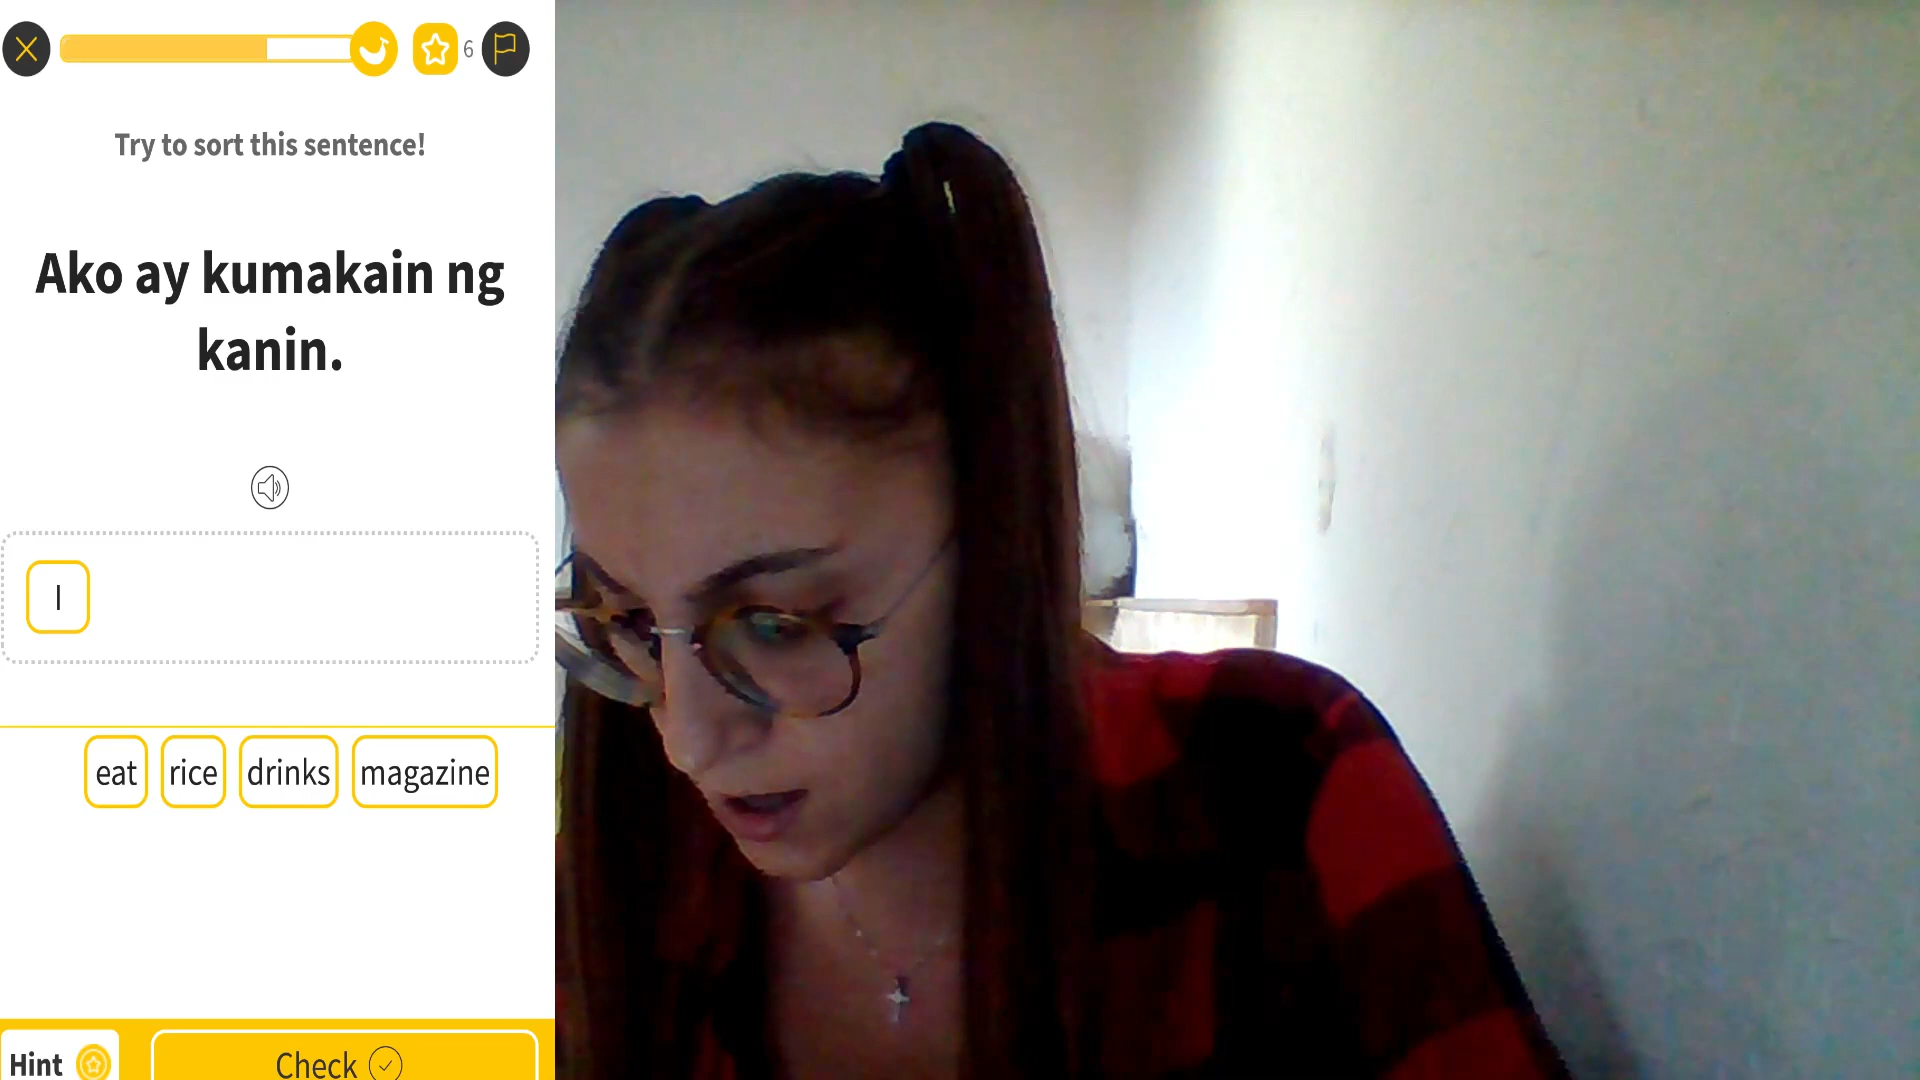 6
Try to sort this sentence!
Ako ay kumakain ng
kanin.
I
eat rice drinks magazine
Hint Check